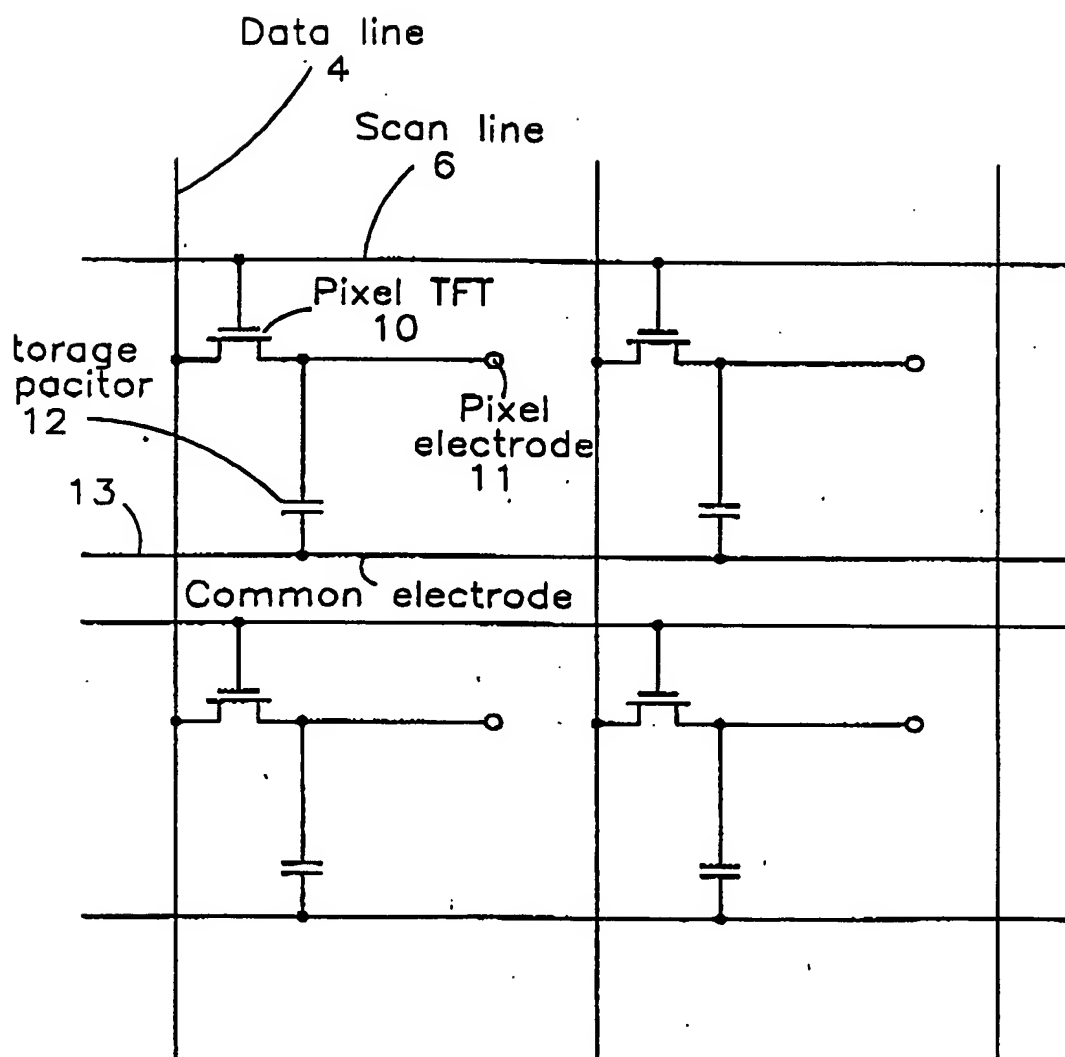 Data line
4
Scan line
6
Pixel TFT
10
torage
pacitor
12
Pixel
electrode
11
13
Common electrode